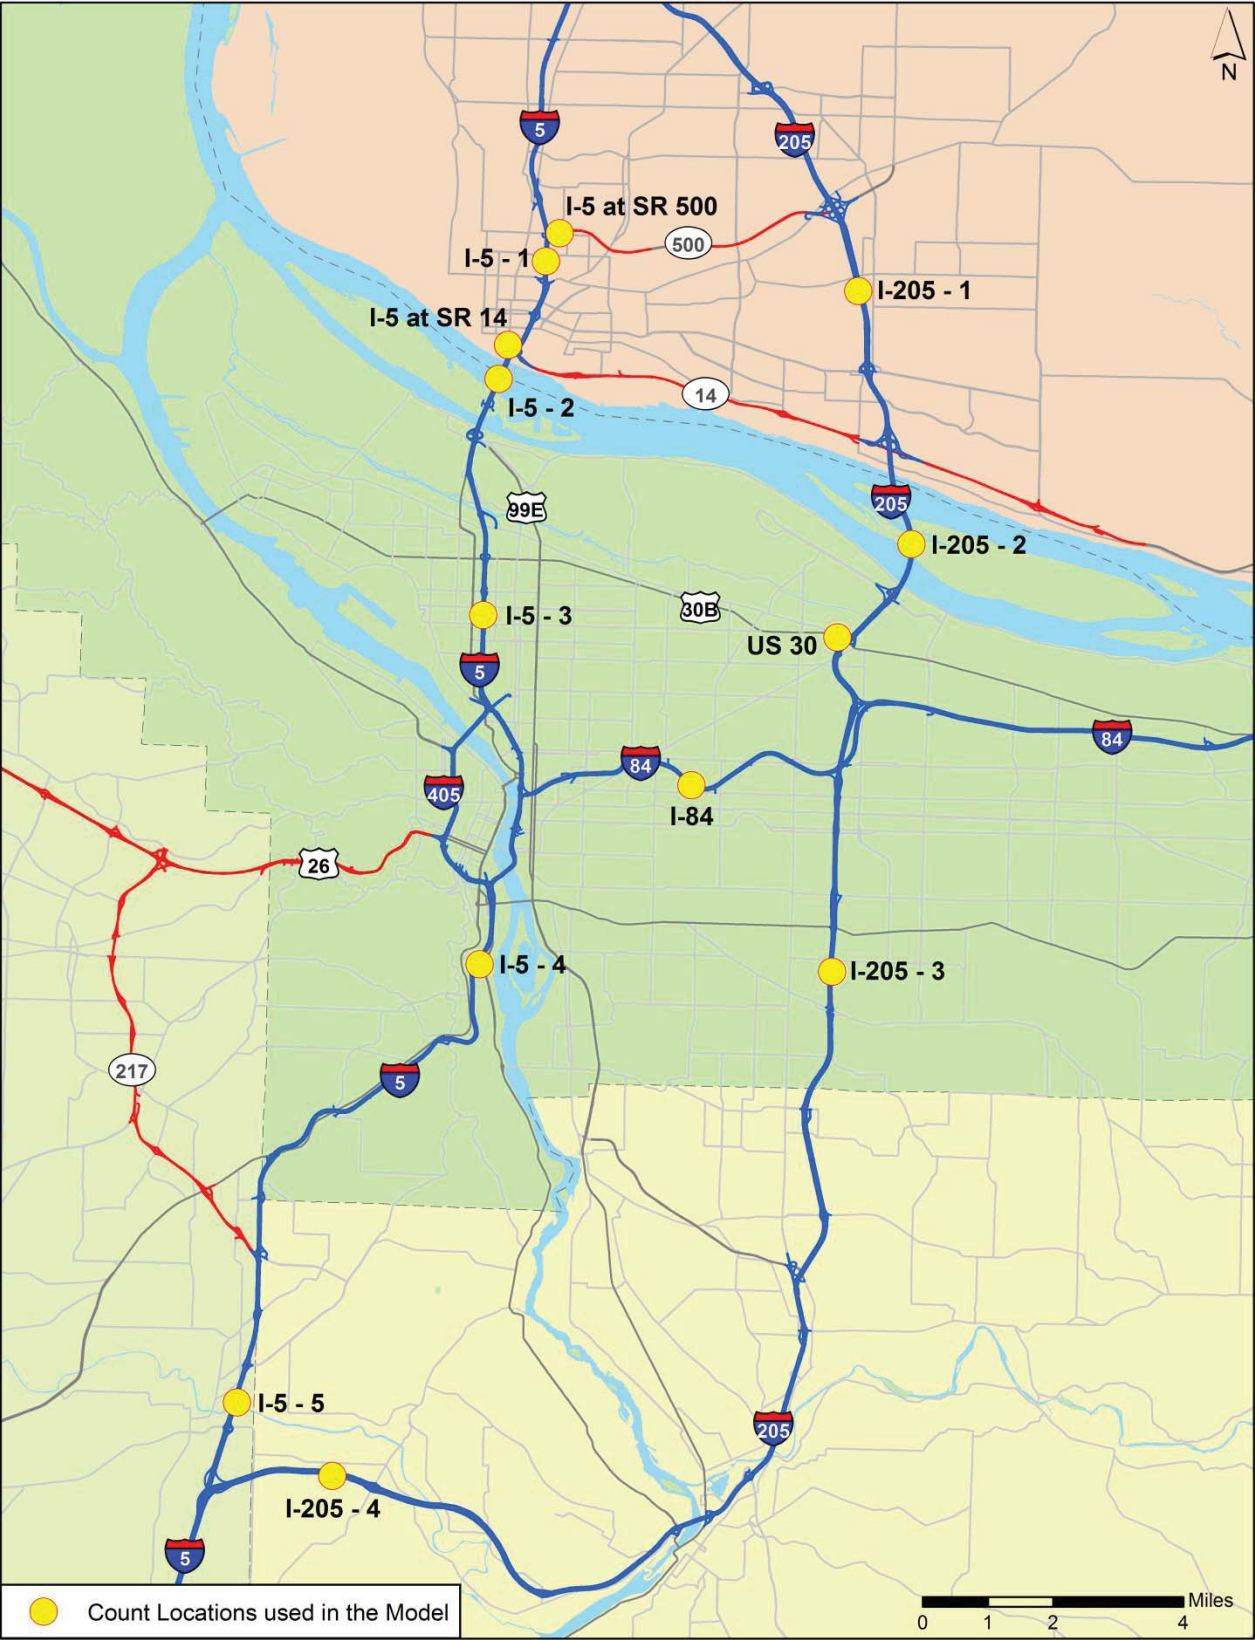 N
5
205
I-5 at SR 500
500
I-5 - 1
I-205 - 1
I-5 at SR 14
14
I-5 - 2
205
99E
I-205 - 2
30B
I-5 - 3
US 30
5
84
84
405
I-84
26
I-5 - 4
I-205 - 3
217
5
I-5 - 5
205
I-205 - 4
5
Count Locations used in the Model
Miles
0 1 2 4